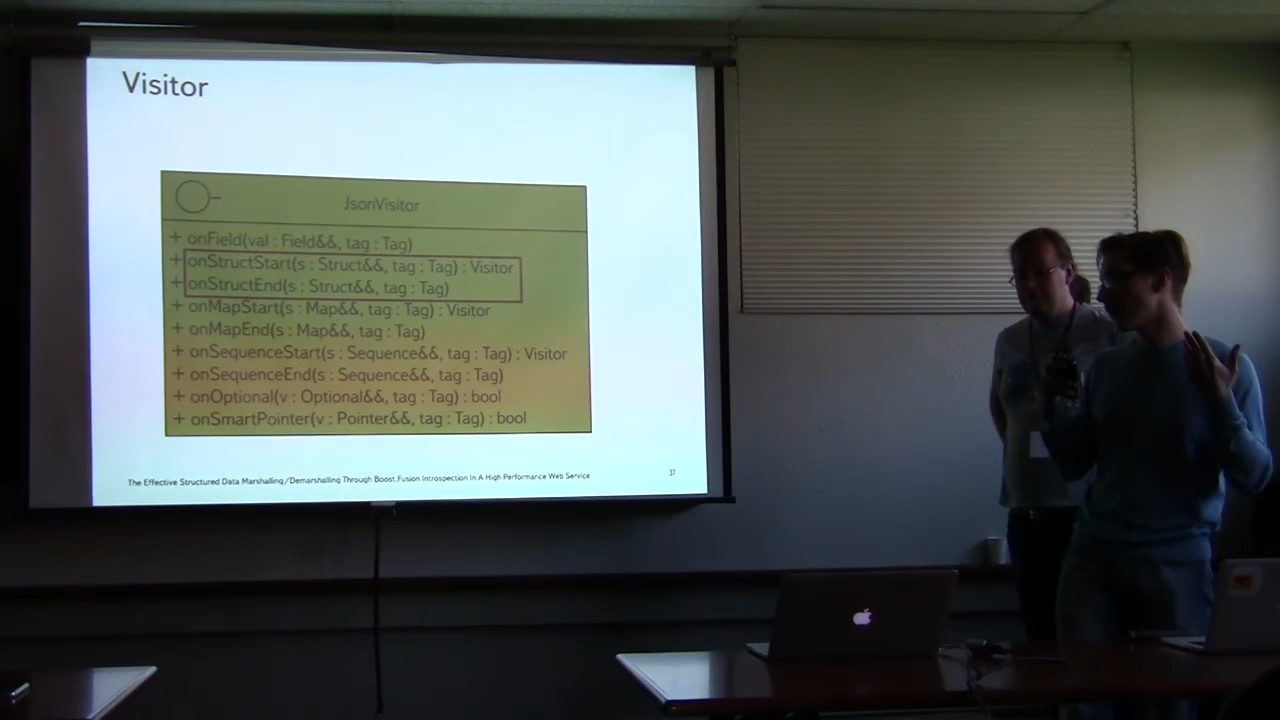 Visitor
JsonVisitor
+ onField(val : Field&&, tag : Tag)
+ onStructStart(s : Struct&&, tag : Tag) : Visitor
+ onStructEnd(s : Struct&&, tag : Tag)
+ onMapStart(s : Map&&, tag : Tag) : Visitor
+ onMapEnd(s : Map&&, tag : Tag)
+ onSequenceStart(s : Sequence&&, tag : Tag) : Visitor
+ onSequenceEnd(s : Sequence&&, tag : Tag)
+ onOptional(v : Optional&&, tag : Tag) : bool
+ onSmartPointer(v : Pointer&&, tag : Tag) : bool
The Effective Structured Data Marshalling/Demarshalling Through Boost.Fusion Introspection In A High Performance Web Service
37